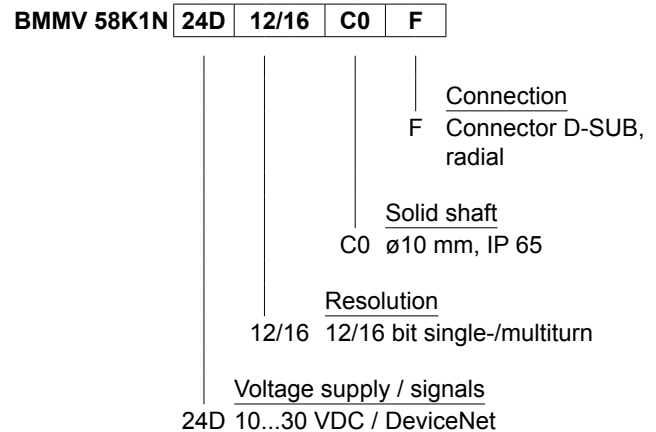 BMMV 58K1N 24D 12/16 C0 F
Connection
F Connector D-SUB,
radial
Solid shaft
C0 ø10 mm, IP 65
Resolution
12/16 12/16 bit single-/multiturn
Voltage supply / signals
24D 10...30 VDC / DeviceNet